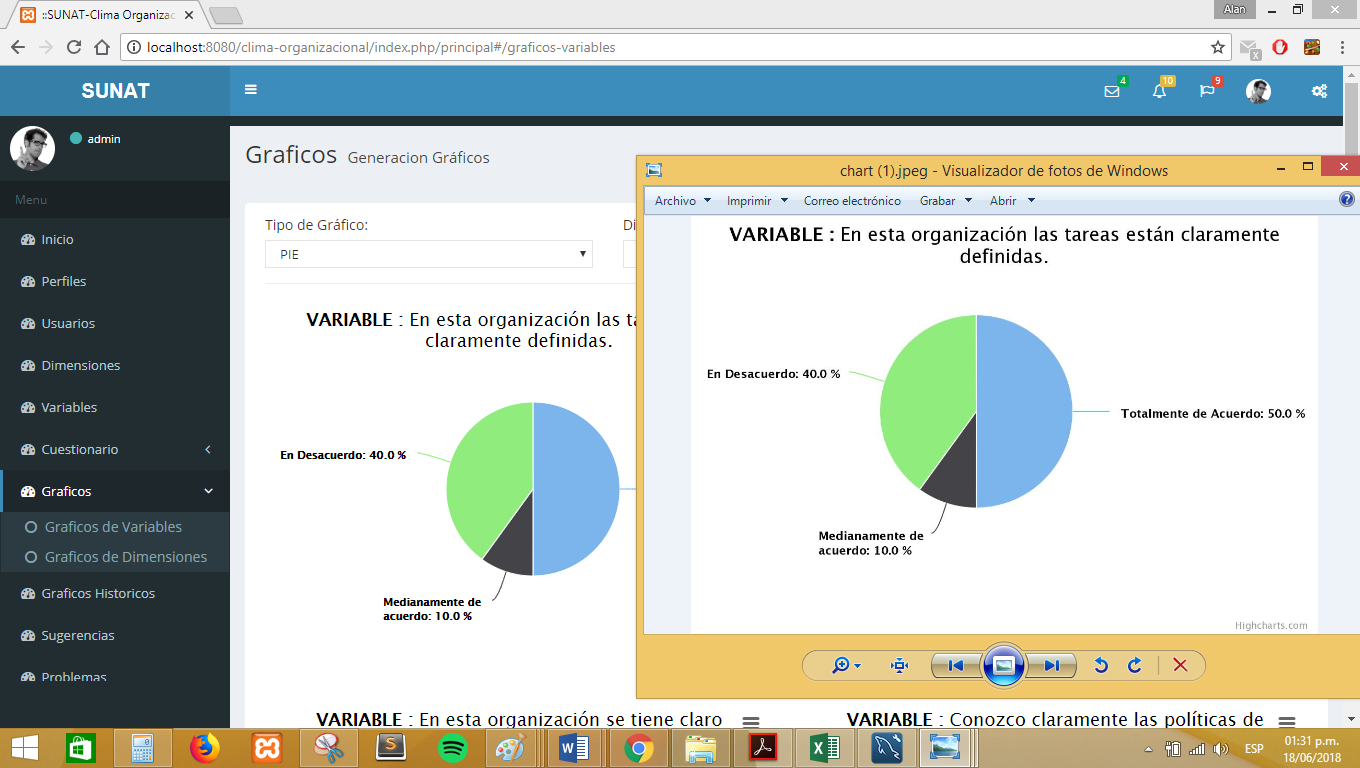 ::SUNAT-Clima Organizac
Alan
localhost:8080/clima-organizacional/index.php/principal#/graficos-variables
SUNAT
4
10
9
admin
Menu
Inicio
Perfiles
Usuarios
Dimensiones
Variables
Cuestionario
Graficos
Graficos de Variables
Graficos de Dimensiones
Graficos Historicos
Sugerencias
Problemas
Graficos Generacion Gráficos
Tipo de Gráfico:
Di
PIE
VARIABLE : En esta organización las ta
claramente definidas.
En Desacuerdo: 40.0 %
Medianamente de
acuerdo: 10.0 %
VARIABLE : En esta organización se tiene claro
VARIABLE : Conozco claramente las políticas de
chart (1).jpeg - Visualizador de fotos de Windows
Archivo Imprimir Correo electrónico Grabar Abrir
VARIABLE : En esta organización las tareas están claramente
definidas.
En Desacuerdo: 40.0 %
Totalmente de Acuerdo: 50.0 %
Medianamente de
acuerdo: 10.0 %
Highcharts.com
ESP
01:31 p.m.
18/06/2018